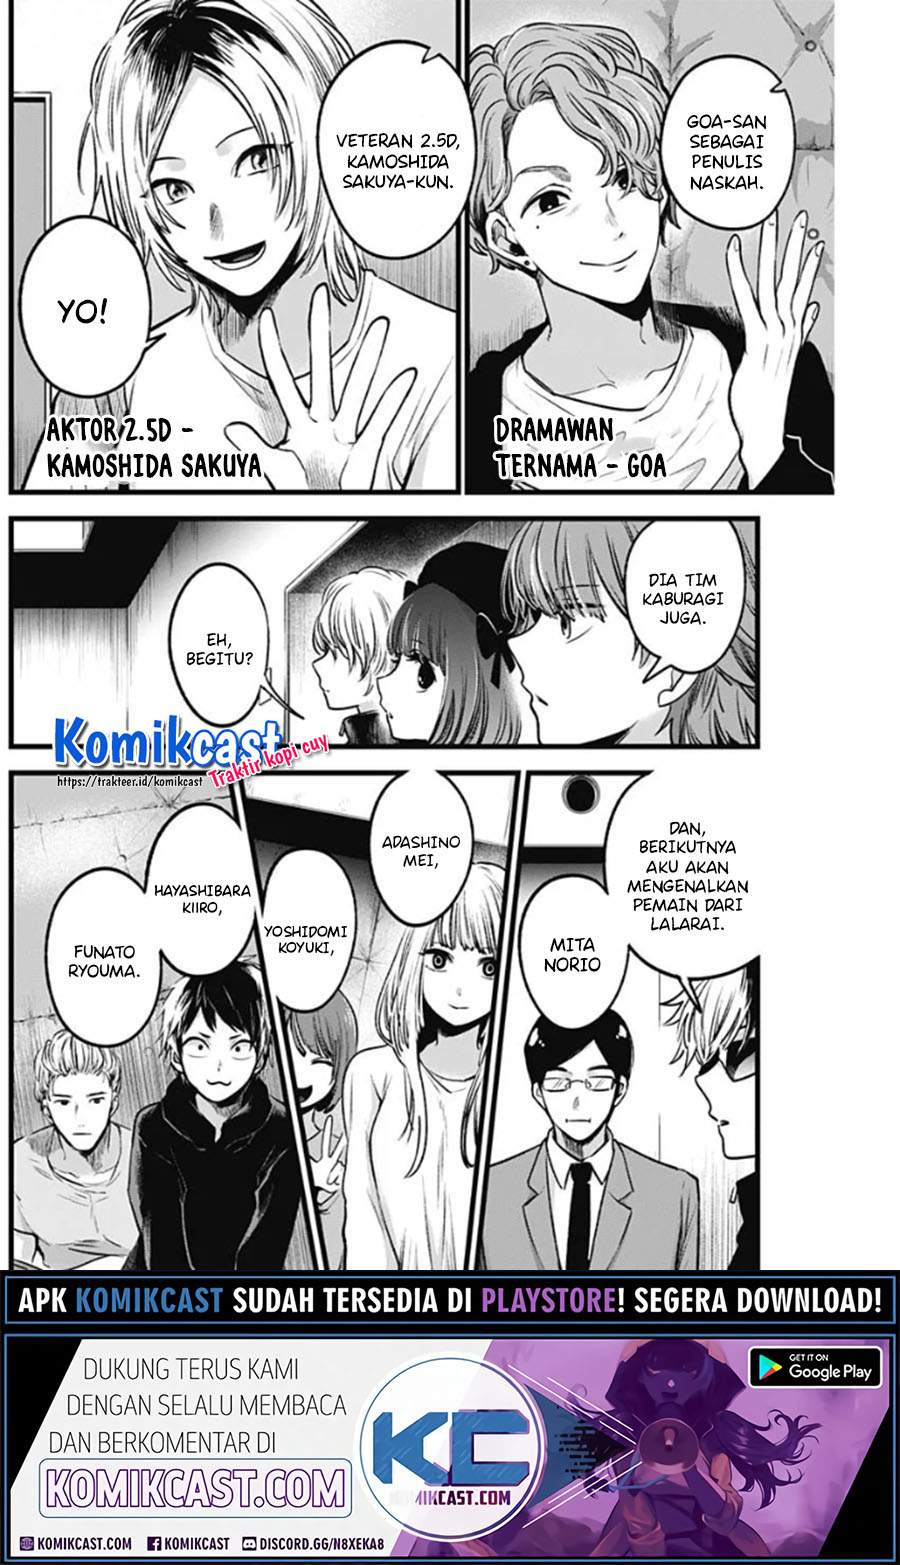 GOA-SAN
SEBAGAI
PENULIS
NASKAH.
DRAMAWAN
TERNAMA - GOA
VETERAN 2.5D,
KAMOSHIDA
SAKUYA-KUN.
YO!
AKTOR 2.5D -
KAMOSHIDA SAKUYA
DIA TIM
KABURAGI
JUGA.
EH,
BEGITU?
Komikcast
Traktir kopi cuy
https://trakteer.id/komikcast
DAN,
BERIKUTNYA
AKU AKAN
MENGENALKAN
PEMAIN DARI
LALARAI.
MITA
NORIO
ADASHINO
MEI,
YOSHIDOMI
KOYUKI,
HAYASHIBARA
KIIRO,
FUNATO
RYOUMA.
APK KOMIKCAST SUDAH TERSEDIA DI PLAYSTORE! SEGERA DOWNLOAD!
DUKUNG TERUS KAMI
DENGAN SELALU MEMBACA
DAN BERKOMENTAR DI
KOMIKCAST.COM
KOMIKCAST.COM
KOMIKCAST
DISCORD.GG/N8XEKA8
KC
KOMIKCAST.COM
GET IT ON
Google Play